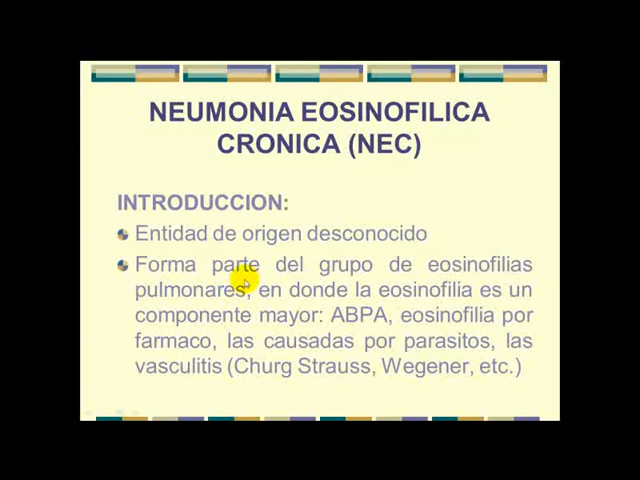 NEUMONIA EOSINOFILICA
CRONICA (NEC)
INTRODUCCION:
Entidad de origen desconocido
Forma parte del grupo de eosinofilias
pulmonares, en donde la eosinofilia es un
componente mayor: ABPA, eosinofilia por
farmaco, las causadas por parasitos, las
vasculitis (Churg Strauss, Wegener, etc.)